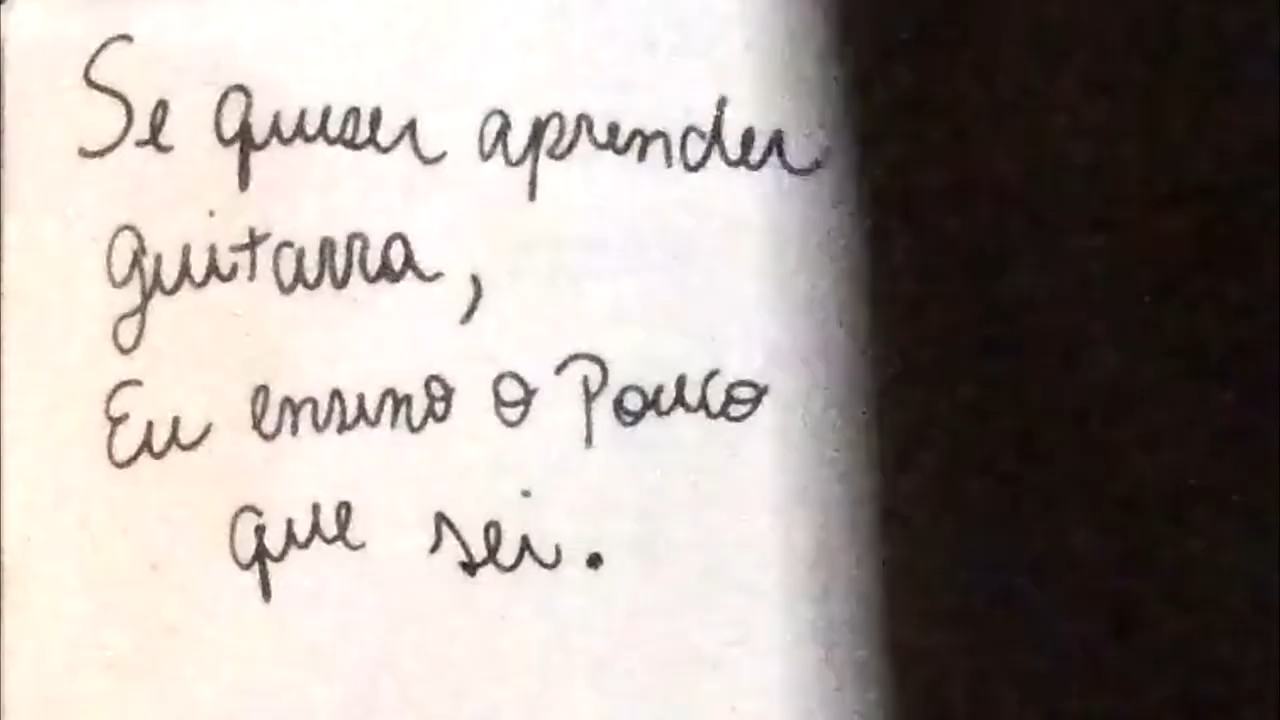 Se quiser aprender
guitarra,
Eu ensino o Pouco
que sei.